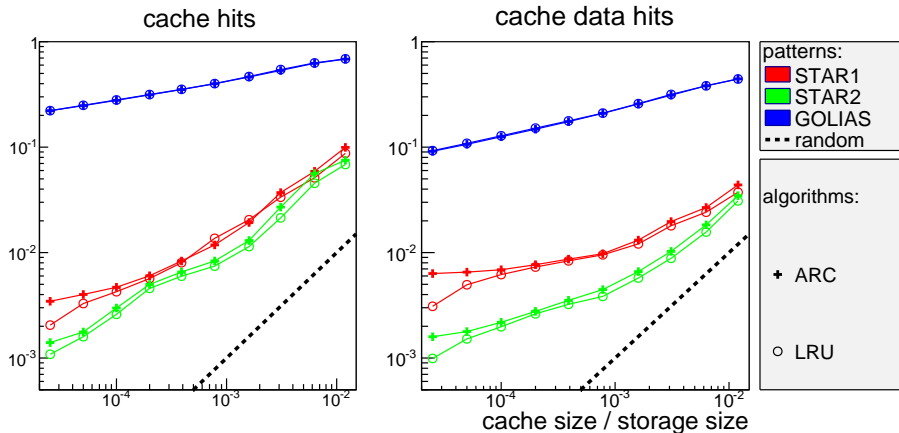 cache hits
cache data hits
1
10⁻¹
10⁻²
10⁻³
10⁻⁴
10⁻³
10⁻²
1
10⁻¹
10⁻²
10⁻³
10⁻⁴
10⁻³
10⁻²
cache size / storage size
patterns:
STAR1
STAR2
GOLIAS
random
algorithms:
ARC
LRU